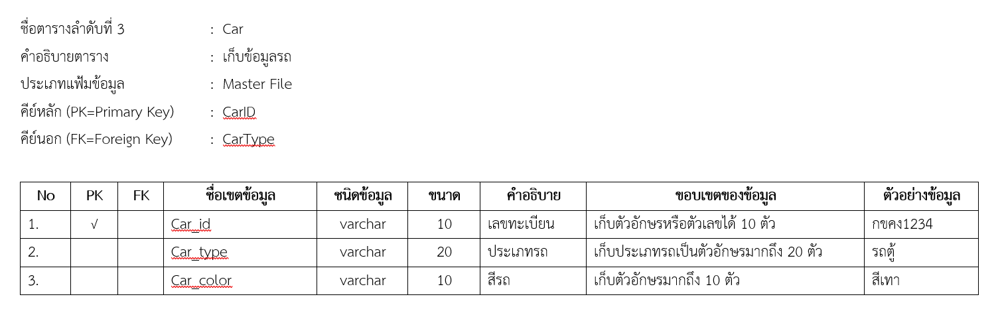 ชื่อตารางลำดับที่ 3 : Car
คำอธิบายตาราง : เก็บข้อมูลรถ
ประเภทแฟ้มข้อมูล : Master File
คีย์หลัก (PK=Primary Key) : CarID
คีย์นอก (FK=Foreign Key) : CarType
No PK FK ชื่อเขตข้อมูล ชนิดข้อมูล ขนาด คำอธิบาย ขอบเขตของข้อมูล ตัวอย่างข้อมูล
1. √ Car_id varchar 10 เลขทะเบียน เก็บตัวอักษรหรือตัวเลขได้ 10 ตัว กขคง1234
2. Car_type varchar 20 ประเภทรถ เก็บประเภทรถเป็นตัวอักษรมากถึง 20 ตัว รถตู้
3. Car_color varchar 10 สีรถ เก็บตัวอักษรมากถึง 10 ตัว สีเทา